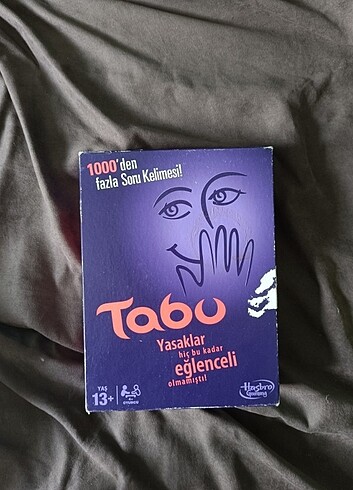 1000'den
fazla Soru Kelimesi!
Tabu
Yasaklar
hiç bu kadar
eğlenceli
olmamıştı!
YAŞ
13+
Hasbro
Gaming